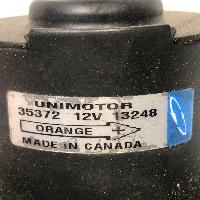 UNIMOTOR
35372 12V 13248
ORANGE +
MADE IN CANADA